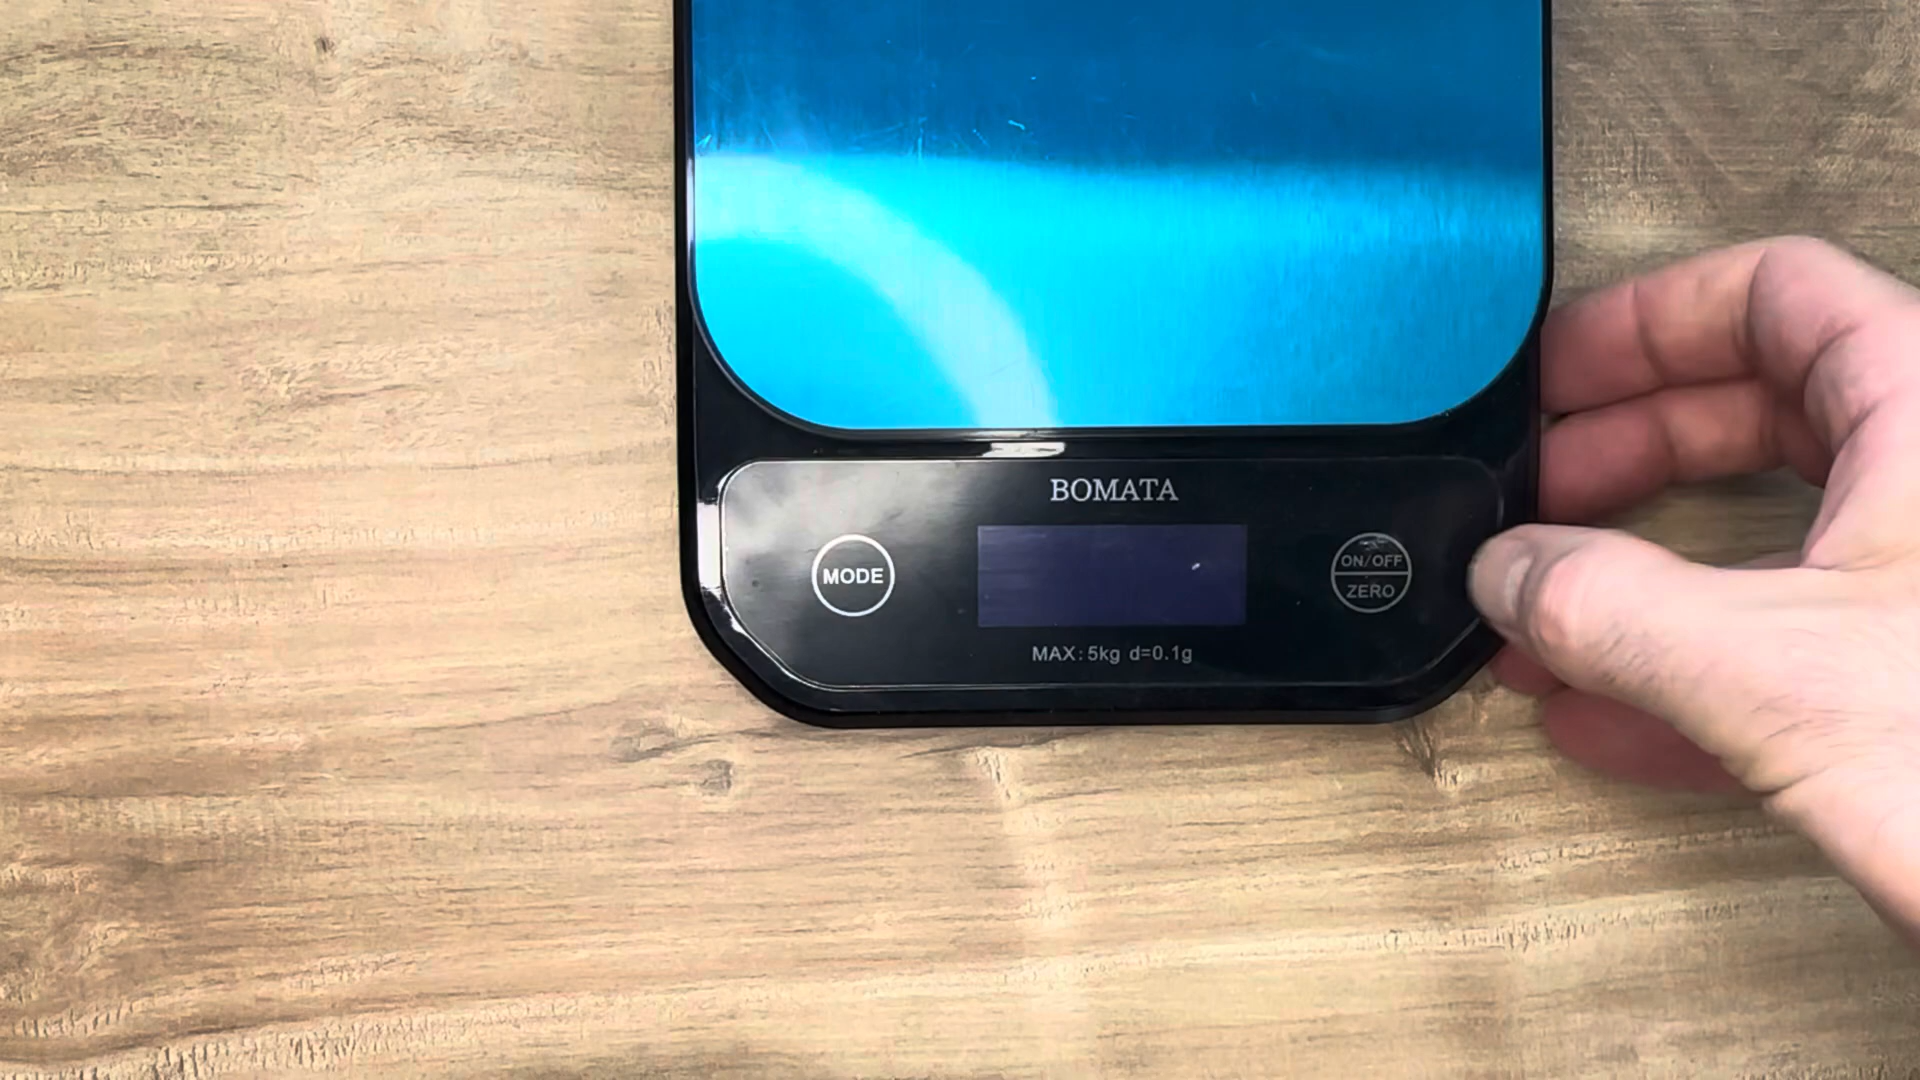 BOMATA
MODE
ON/OFF
ZERO
MAX: 5kg d=0.1g